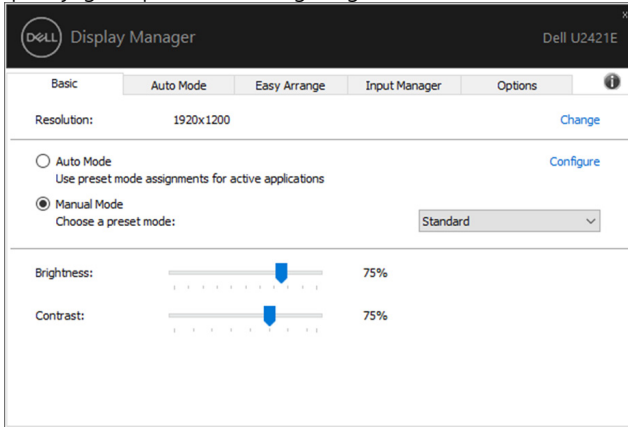 DELL Display Manager
Dell U2421E
Basic
Auto Mode
Easy Arrange
Input Manager
Options
Resolution:
1920x1200
Change
Auto Mode
Configure
Use preset mode assignments for active applications
Manual Mode
Choose a preset mode:
Standard
Brightness:
75%
Contrast:
75%